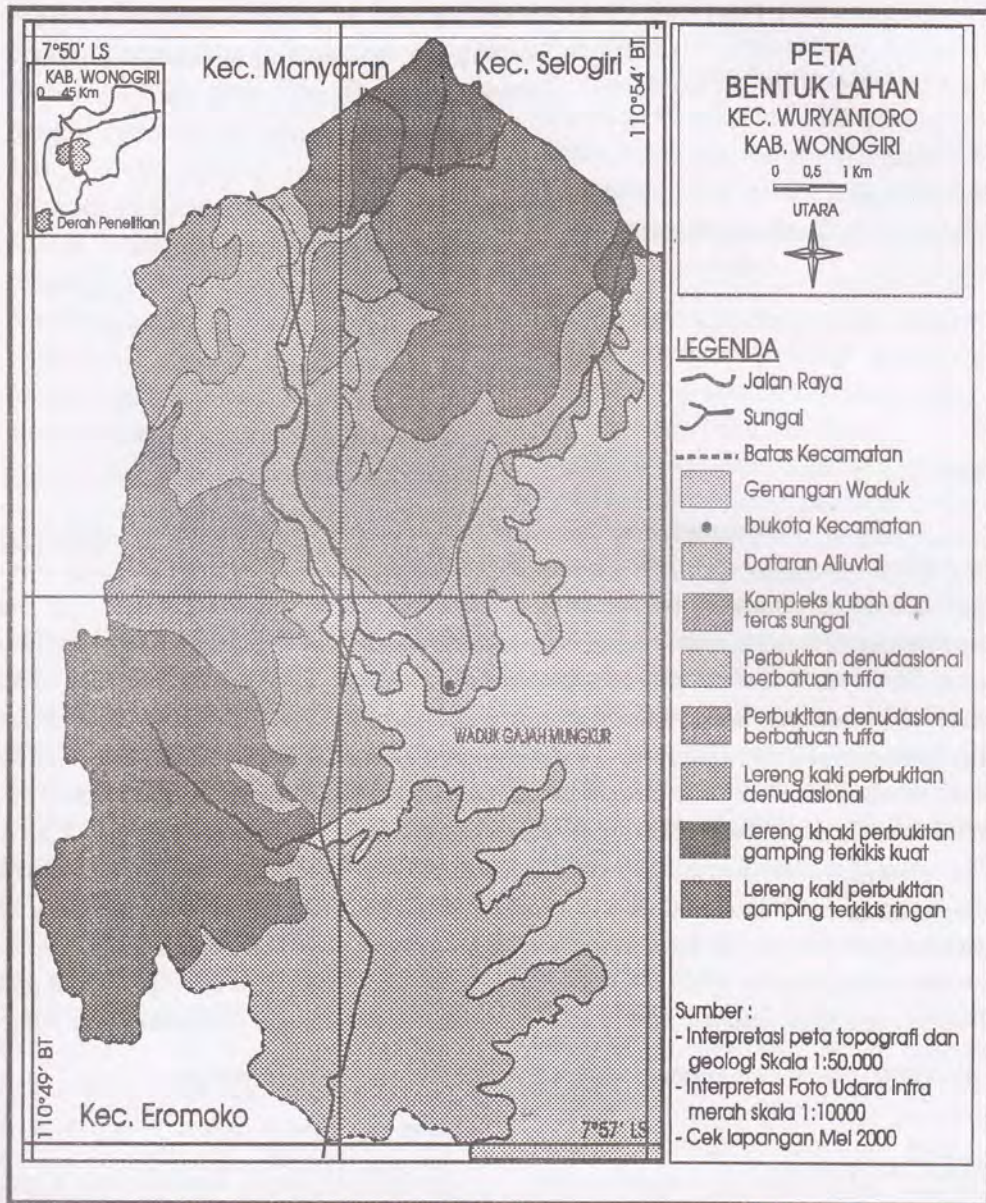 7°50' LS
KAB. WONOGIRI
0 45 Km
Derah Penelitian
Kec. Manyaran
Kec. Selogiri
110°54' BT
WADUK GAJAH MUNGKUR
110°49' BT
Kec. Eromoko
7°57' LS
PETA
BENTUK LAHAN
KEC. WURYANTORO
KAB. WONOGIRI
0 0,5 1 Km
UTARA
LEGENDA
Jalan Raya
Sungai
Batas Kecamatan
Genangan Waduk
Ibukota Kecamatan
Dataran Alluvial
Kompleks kubah dan
teras sungai
Perbukitan denudasional
berbatuan tuffa
Perbukitan denudasional
berbatuan tuffa
Lereng kaki perbukitan
denudasional
Lereng khaki perbukitan
gamping terkikis kuat
Lereng kaki perbukitan
gamping terkikis ringan
Sumber :
- Interpretasi peta topografi dan
geologi Skala 1:50.000
- Interpretasi Foto Udara infra
merah skala 1:10000
- Cek lapangan Mei 2000